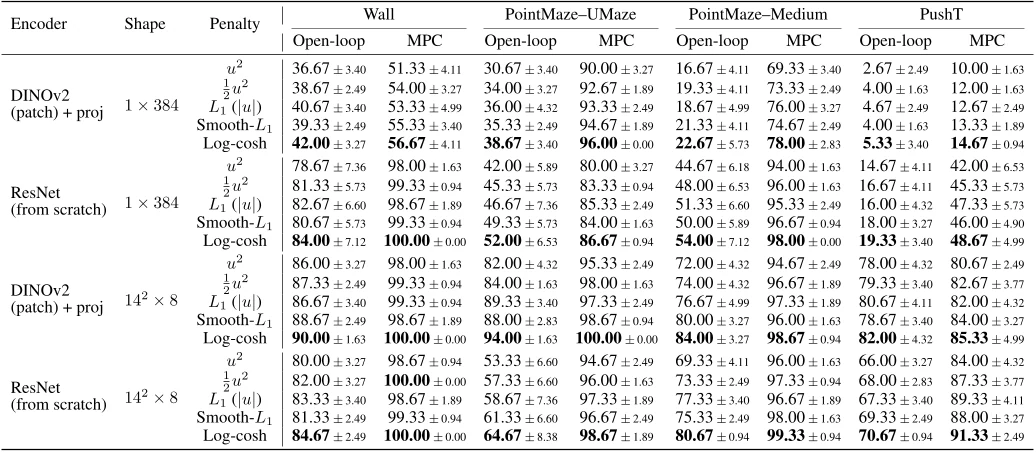 Encoder Shape Penalty Wall PointMaze–UMaze PointMaze–Medium PushT
Open-loop MPC Open-loop MPC Open-loop MPC Open-loop MPC
DINOv2 (patch) + proj 1 × 384 u² 36.67 ± 3.40 51.33 ± 4.11 30.67 ± 3.40 90.00 ± 3.27 16.67 ± 4.11 69.33 ± 3.40 2.67 ± 2.49 10.00 ± 1.63
½u² 38.67 ± 2.49 54.00 ± 3.27 34.00 ± 3.27 92.67 ± 1.89 19.33 ± 4.11 73.33 ± 2.49 4.00 ± 1.63 12.00 ± 1.63
L₁ (|u|) 40.67 ± 3.40 53.33 ± 4.99 36.00 ± 4.32 93.33 ± 2.49 18.67 ± 4.99 76.00 ± 3.27 4.67 ± 2.49 12.67 ± 2.49
Smooth-L₁ 39.33 ± 2.49 55.33 ± 3.40 35.33 ± 2.49 94.67 ± 1.89 21.33 ± 4.11 74.67 ± 2.49 4.00 ± 1.63 13.33 ± 1.89
Log-cosh 42.00 ± 3.27 56.67 ± 4.11 38.67 ± 3.40 96.00 ± 0.00 22.67 ± 5.73 78.00 ± 2.83 5.33 ± 3.40 14.67 ± 0.94
ResNet (from scratch) 1 × 384 u² 78.67 ± 7.36 98.00 ± 1.63 42.00 ± 5.89 80.00 ± 3.27 44.67 ± 6.18 94.00 ± 1.63 14.67 ± 4.11 42.00 ± 6.53
½u² 81.33 ± 5.73 99.33 ± 0.94 45.33 ± 5.73 83.33 ± 0.94 48.00 ± 6.53 96.00 ± 1.63 16.67 ± 4.11 45.33 ± 5.73
L₁ (|u|) 82.67 ± 6.60 98.67 ± 1.89 46.67 ± 7.36 85.33 ± 2.49 51.33 ± 6.60 95.33 ± 2.49 16.00 ± 4.32 47.33 ± 5.73
Smooth-L₁ 80.67 ± 5.73 99.33 ± 0.94 49.33 ± 5.73 84.00 ± 1.63 50.00 ± 5.89 96.67 ± 0.94 18.00 ± 3.27 46.00 ± 4.90
Log-cosh 84.00 ± 7.12 100.00 ± 0.00 52.00 ± 6.53 86.67 ± 0.94 54.00 ± 7.12 98.00 ± 0.00 19.33 ± 3.40 48.67 ± 4.99
DINOv2 (patch) + proj 14² × 8 u² 86.00 ± 3.27 98.00 ± 1.63 82.00 ± 4.32 95.33 ± 2.49 72.00 ± 4.32 94.67 ± 2.49 78.00 ± 4.32 80.67 ± 2.49
½u² 87.33 ± 2.49 99.33 ± 0.94 84.00 ± 1.63 98.00 ± 1.63 74.00 ± 4.32 96.67 ± 1.89 79.33 ± 3.40 82.67 ± 3.77
L₁ (|u|) 86.67 ± 3.40 99.33 ± 0.94 89.33 ± 3.40 97.33 ± 2.49 76.67 ± 4.99 97.33 ± 1.89 80.67 ± 4.11 82.00 ± 4.32
Smooth-L₁ 88.67 ± 2.49 98.67 ± 1.89 88.00 ± 2.83 98.67 ± 0.94 80.00 ± 3.27 96.00 ± 1.63 78.67 ± 3.40 84.00 ± 3.27
Log-cosh 90.00 ± 1.63 100.00 ± 0.00 94.00 ± 1.63 100.00 ± 0.00 84.00 ± 3.27 98.67 ± 0.94 82.00 ± 4.32 85.33 ± 4.99
ResNet (from scratch) 14² × 8 u² 80.00 ± 3.27 98.67 ± 0.94 53.33 ± 6.60 94.67 ± 2.49 69.33 ± 4.11 96.00 ± 1.63 66.00 ± 3.27 84.00 ± 4.32
½u² 82.00 ± 3.27 100.00 ± 0.00 57.33 ± 6.60 96.00 ± 1.63 73.33 ± 2.49 97.33 ± 0.94 68.00 ± 2.83 87.33 ± 3.77
L₁ (|u|) 83.33 ± 3.40 98.67 ± 1.89 58.67 ± 7.36 97.33 ± 1.89 77.33 ± 3.40 96.67 ± 1.89 67.33 ± 3.40 89.33 ± 4.11
Smooth-L₁ 81.33 ± 2.49 99.33 ± 0.94 61.33 ± 6.60 96.67 ± 2.49 75.33 ± 2.49 98.00 ± 1.63 69.33 ± 2.49 88.00 ± 3.27
Log-cosh 84.67 ± 2.49 100.00 ± 0.00 64.67 ± 8.38 98.67 ± 1.89 80.67 ± 0.94 99.33 ± 0.94 70.67 ± 0.94 91.33 ± 2.49